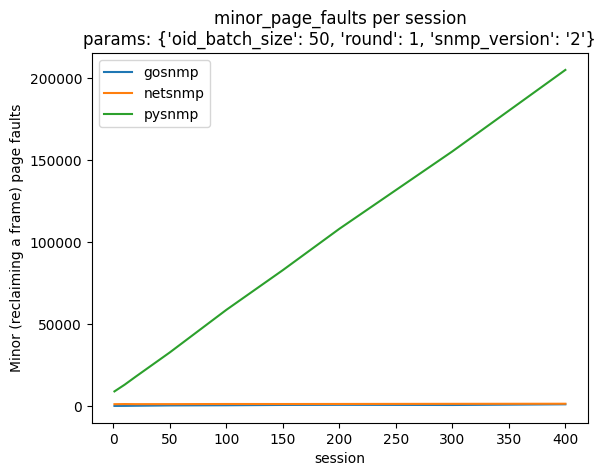 minor_page_faults per session
params: {'oid_batch_size': 50, 'round': 1, 'snmp_version': '2'}
gosnmp
netsnmp
pysnmp
Minor (reclaiming a frame) page faults
200000
150000
100000
50000
0
0 50 100 150 200 250 300 350 400
session